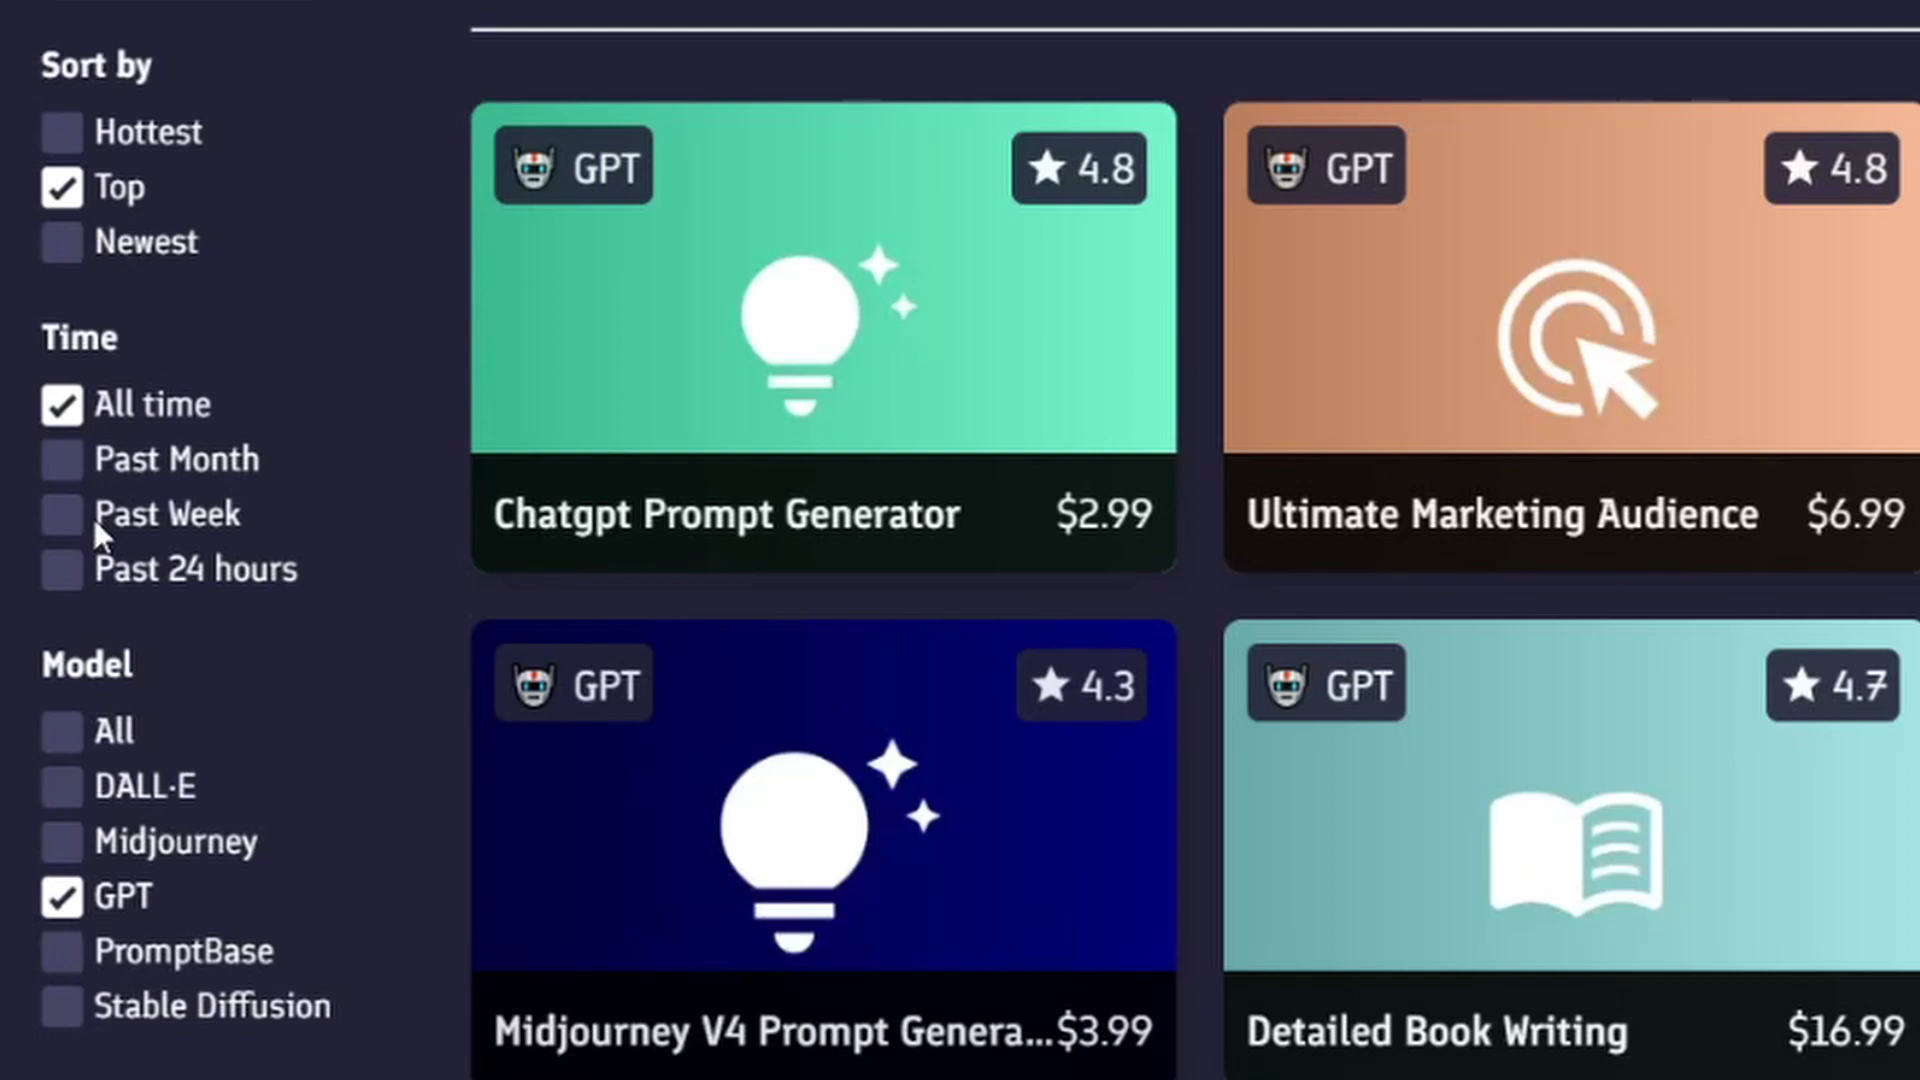 Sort by
Hottest
Top
Newest
Time
All time
Past Month
Past Week
Past 24 hours
Model
All
DALL·E
Midjourney
GPT
PromptBase
Stable Diffusion
GPT
4.8
Chatgpt Prompt Generator $2.99
GPT
4.8
Ultimate Marketing Audience $6.99
GPT
4.3
Midjourney V4 Prompt Genera...$3.99
GPT
4.7
Detailed Book Writing $16.99